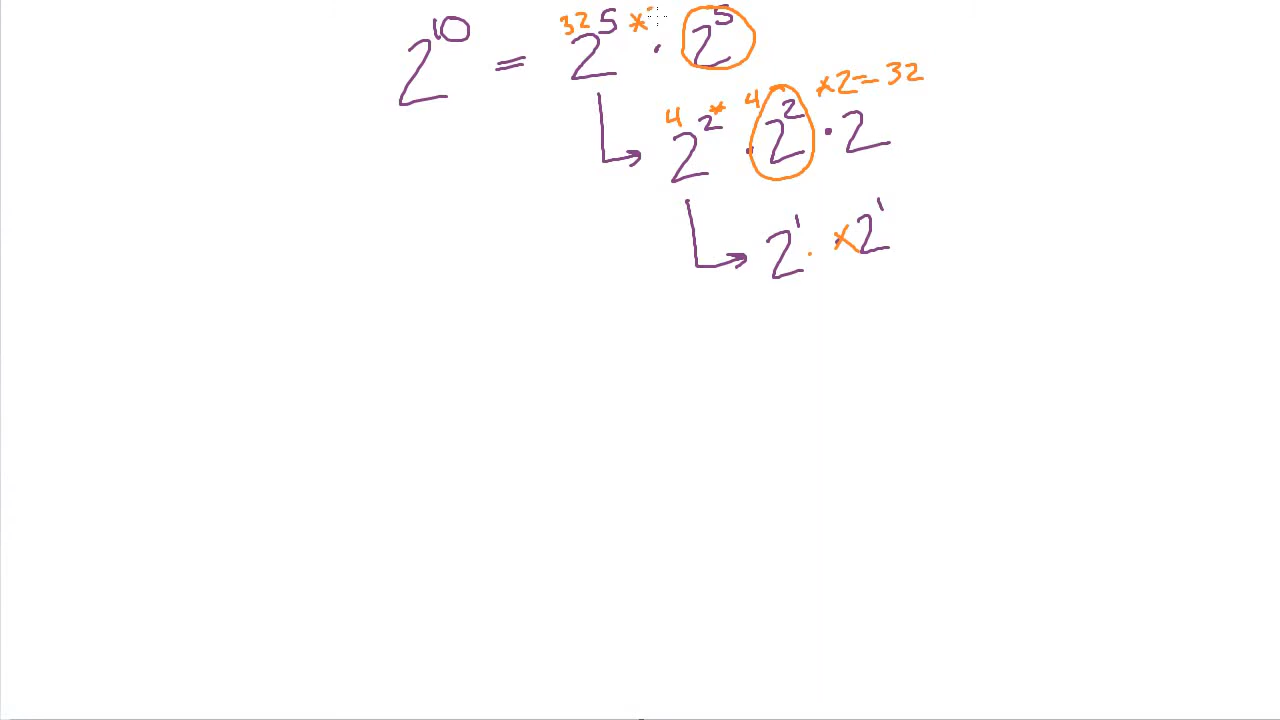 32 *
2^10 = 2^5 · 2^5
4 * 4 * ×2=32
2^2 · 2^2 · 2
2^1 · ×2^1